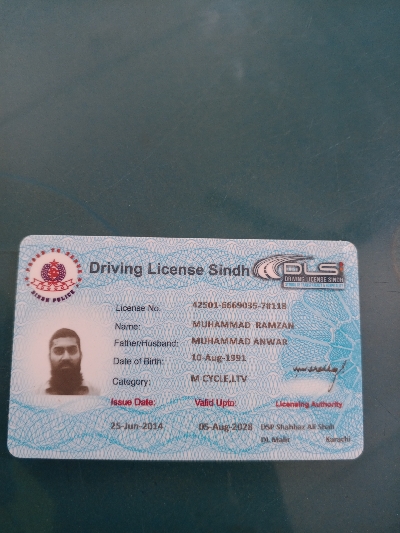 Driving License Sindh
DLS
DRIVING LICENSE SINDH
SINDH POLICE
License No. 42501-6669035-7811B
Name: MUHAMMAD RAMZAN
Father/Husband: MUHAMMAD ANWAR
Date of Birth: 10-Aug-1991
Category: M CYCLE,LTV
Issue Date: Valid Upto: Licensing Authority
25-Jun-2014 05-Aug-2028 DSP Shahbaz Ali Shah
DL Malir Karachi